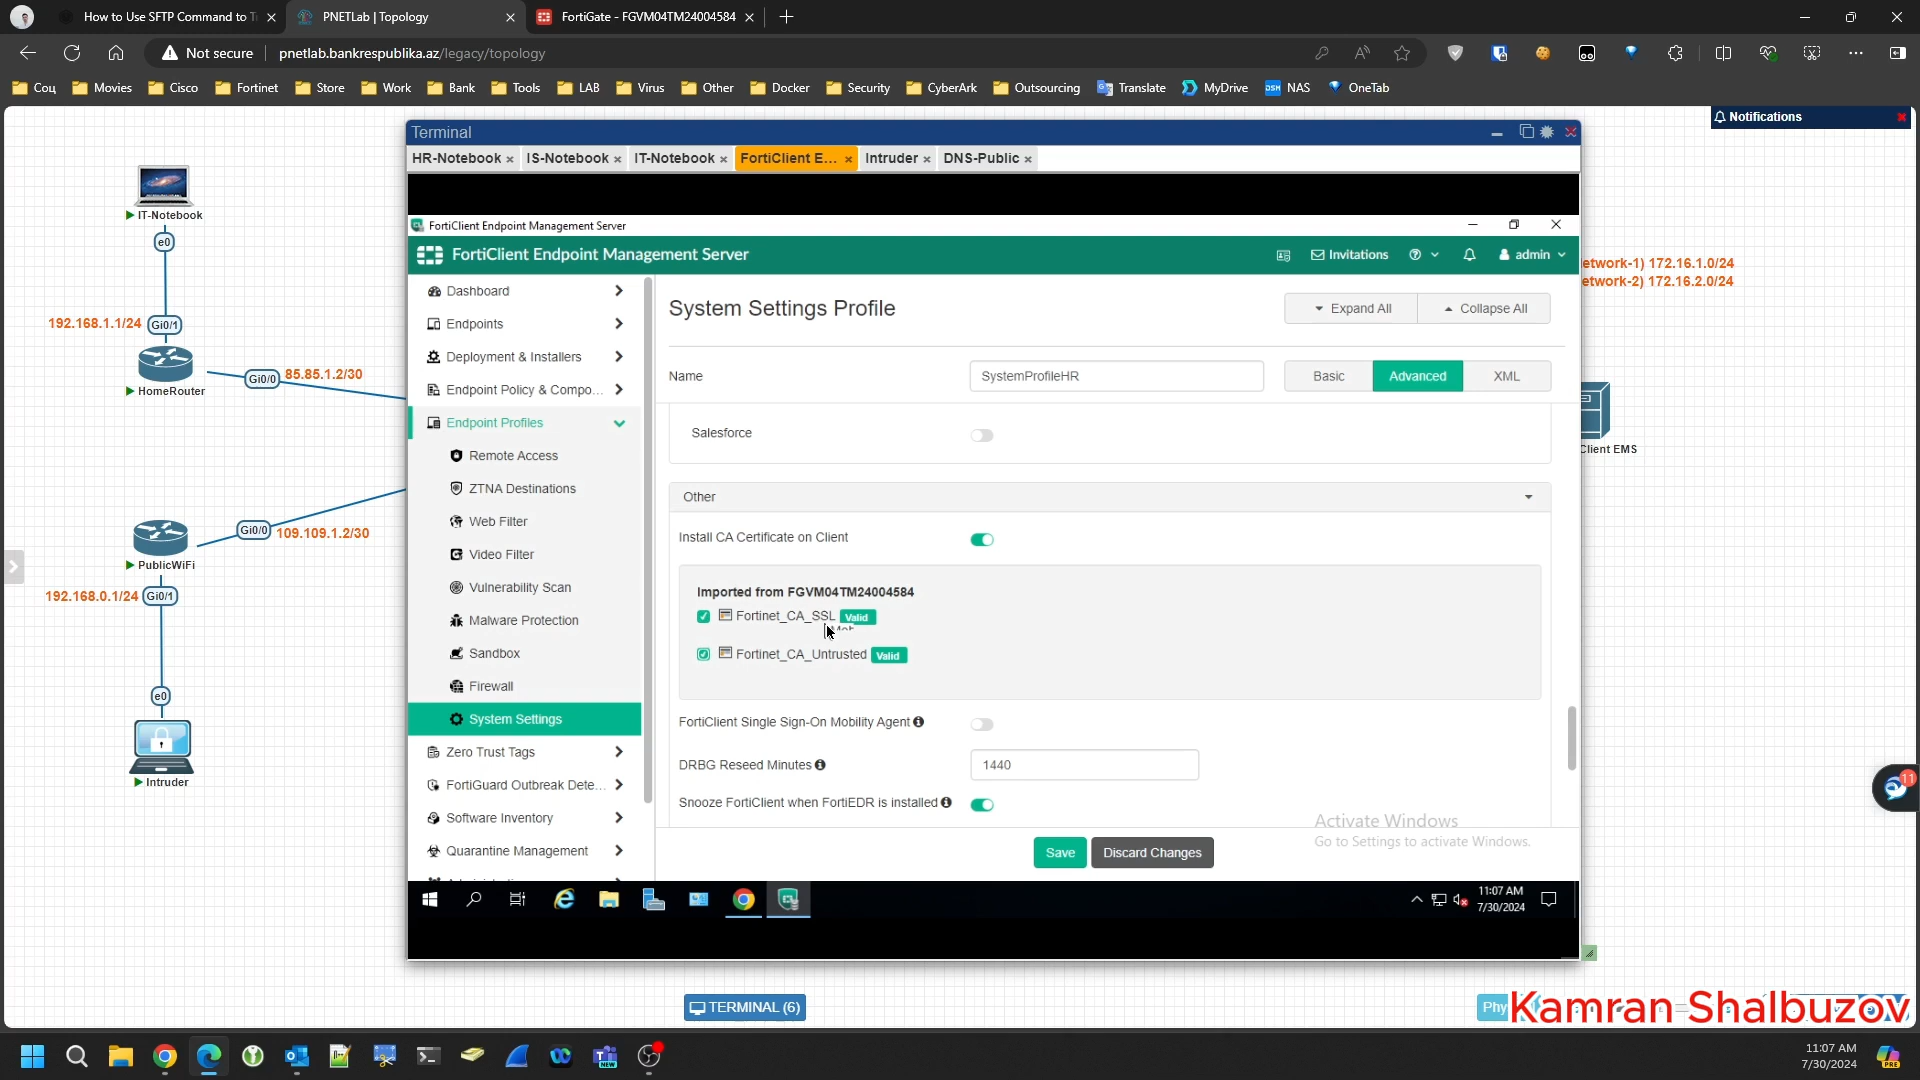 How to Use SFTP Command to T
PNETLab | Topology
FortiGate - FGVM04TM24004584
Not secure
pnetlab.bankrespublika.az/legacy/topology
Соц
Movies
Cisco
Fortinet
Store
Work
Bank
Tools
LAB
Virus
Other
Docker
Security
CyberArk
Outsourcing
Translate
MyDrive
NAS
OneTab
Notifications
Terminal
HR-Notebook
IS-Notebook
IT-Notebook
FortiClient E...
Intruder
DNS-Public
IT-Notebook
e0
192.168.1.1/24
Gi0/1
HomeRouter
Gi0/0
85.85.1.2/30
Gi0/0
109.109.1.2/30
PublicWiFi
192.168.0.1/24
Gi0/1
e0
Intruder
FortiClient Endpoint Management Server
FortiClient Endpoint Management Server
Invitations
admin
Dashboard
Endpoints
Deployment & Installers
Endpoint Policy & Compo...
Endpoint Profiles
Remote Access
ZTNA Destinations
Web Filter
Video Filter
Vulnerability Scan
Malware Protection
Sandbox
Firewall
System Settings
Zero Trust Tags
FortiGuard Outbreak Dete...
Software Inventory
Quarantine Management
System Settings Profile
Expand All
Collapse All
Name
SystemProfileHR
Basic
Advanced
XML
Salesforce
Other
Install CA Certificate on Client
Imported from FGVM04TM24004584
Fortinet_CA_SSL Valid
Fortinet_CA_Untrusted Valid
FortiClient Single Sign-On Mobility Agent
DRBG Reseed Minutes
1440
Snooze FortiClient when FortiEDR is installed
Save
Discard Changes
Activate Windows
Go to Settings to activate Windows.
11:07 AM
7/30/2024
etwork-1) 172.16.1.0/24
etwork-2) 172.16.2.0/24
Client EMS
11
TERMINAL (6)
Phy
Kamran Shalbuzov
11:07 AM
7/30/2024